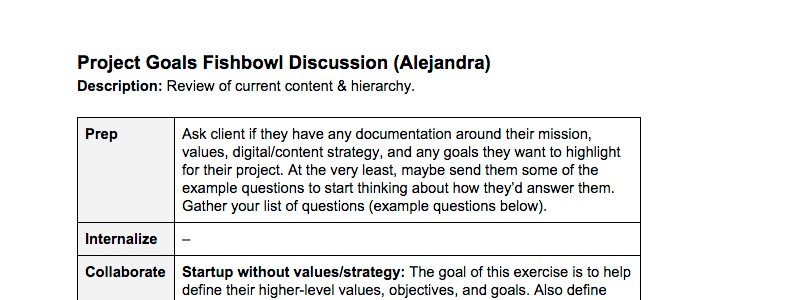 Project Goals Fishbowl Discussion (Alejandra)
Description: Review of current content & hierarchy.
Prep
Ask client if they have any documentation around their mission,
values, digital/content strategy, and any goals they want to highlight
for their project. At the very least, maybe send them some of the
example questions to start thinking about how they'd answer them.
Gather your list of questions (example questions below).
Internalize
–
Collaborate
Startup without values/strategy: The goal of this exercise is to help
define their higher-level values, objectives, and goals. Also define